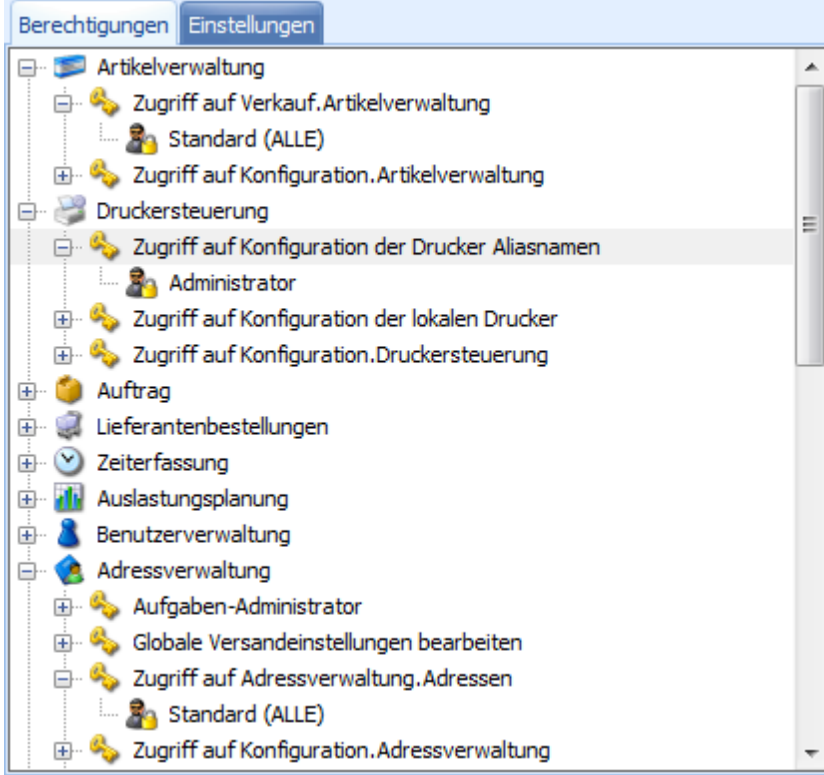 Berechtigungen Einstellungen
Artikelverwaltung
Zugriff auf Verkauf.Artikelverwaltung
Standard (ALLE)
Zugriff auf Konfiguration.Artikelverwaltung
Druckersteuerung
Zugriff auf Konfiguration der Drucker Aliasnamen
Administrator
Zugriff auf Konfiguration der lokalen Drucker
Zugriff auf Konfiguration.Druckersteuerung
Auftrag
Lieferantenbestellungen
Zeiterfassung
Auslastungsplanung
Benutzerverwaltung
Adressverwaltung
Aufgaben-Administrator
Globale Versandeinstellungen bearbeiten
Zugriff auf Adressverwaltung.Adressen
Standard (ALLE)
Zugriff auf Konfiguration.Adressverwaltung